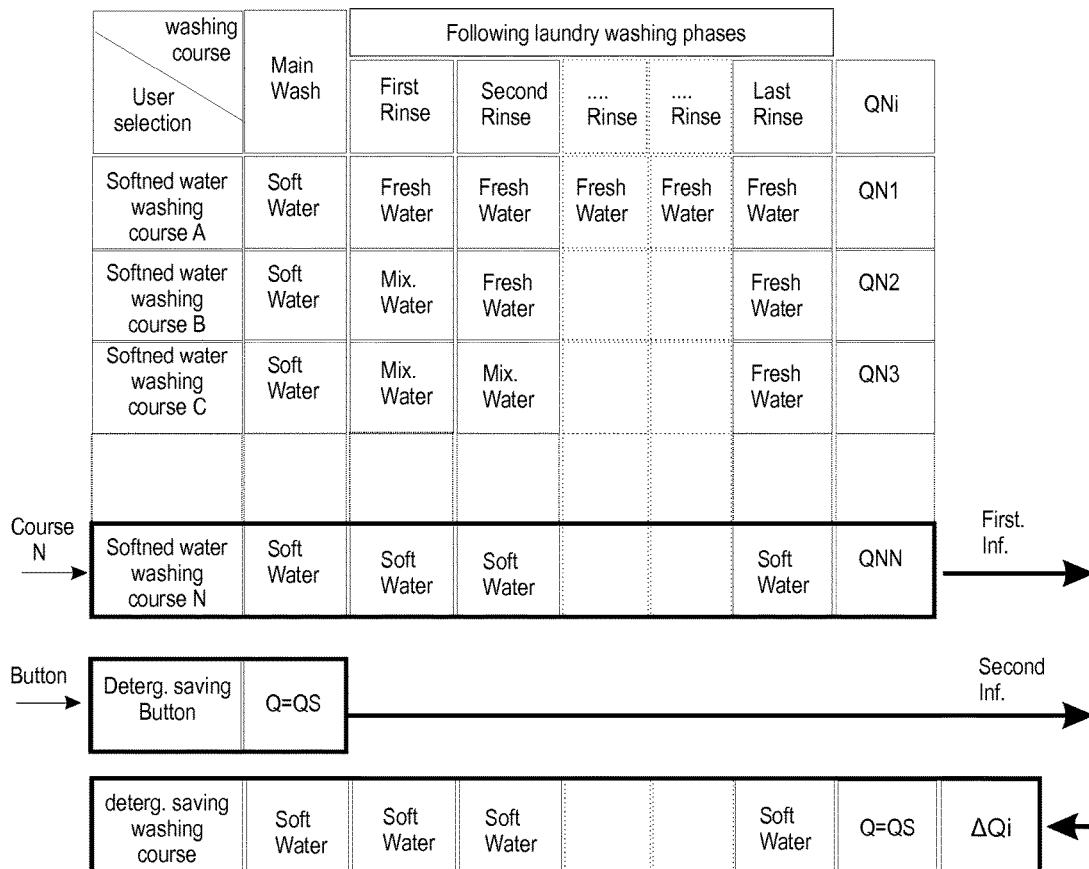 washing
course
User
selection
Main
Wash
Following laundry washing phases
First
Rinse
Second
Rinse
....
Rinse
....
Rinse
Last
Rinse
QNi
Softned water
washing
course A
Soft
Water
Fresh
Water
Fresh
Water
Fresh
Water
Fresh
Water
Fresh
Water
QN1
Softned water
washing
course B
Soft
Water
Mix.
Water
Fresh
Water
Fresh
Water
QN2
Softned water
washing
course C
Soft
Water
Mix.
Water
Mix.
Water
Fresh
Water
QN3
Course
N
Softned water
washing
course N
Soft
Water
Soft
Water
Soft
Water
Soft
Water
QNN
First.
Inf.
Button
Deterg. saving
Button
Q=QS
Second
Inf.
deterg. saving
washing
course
Soft
Water
Soft
Water
Soft
Water
Soft
Water
Q=QS
ΔQi